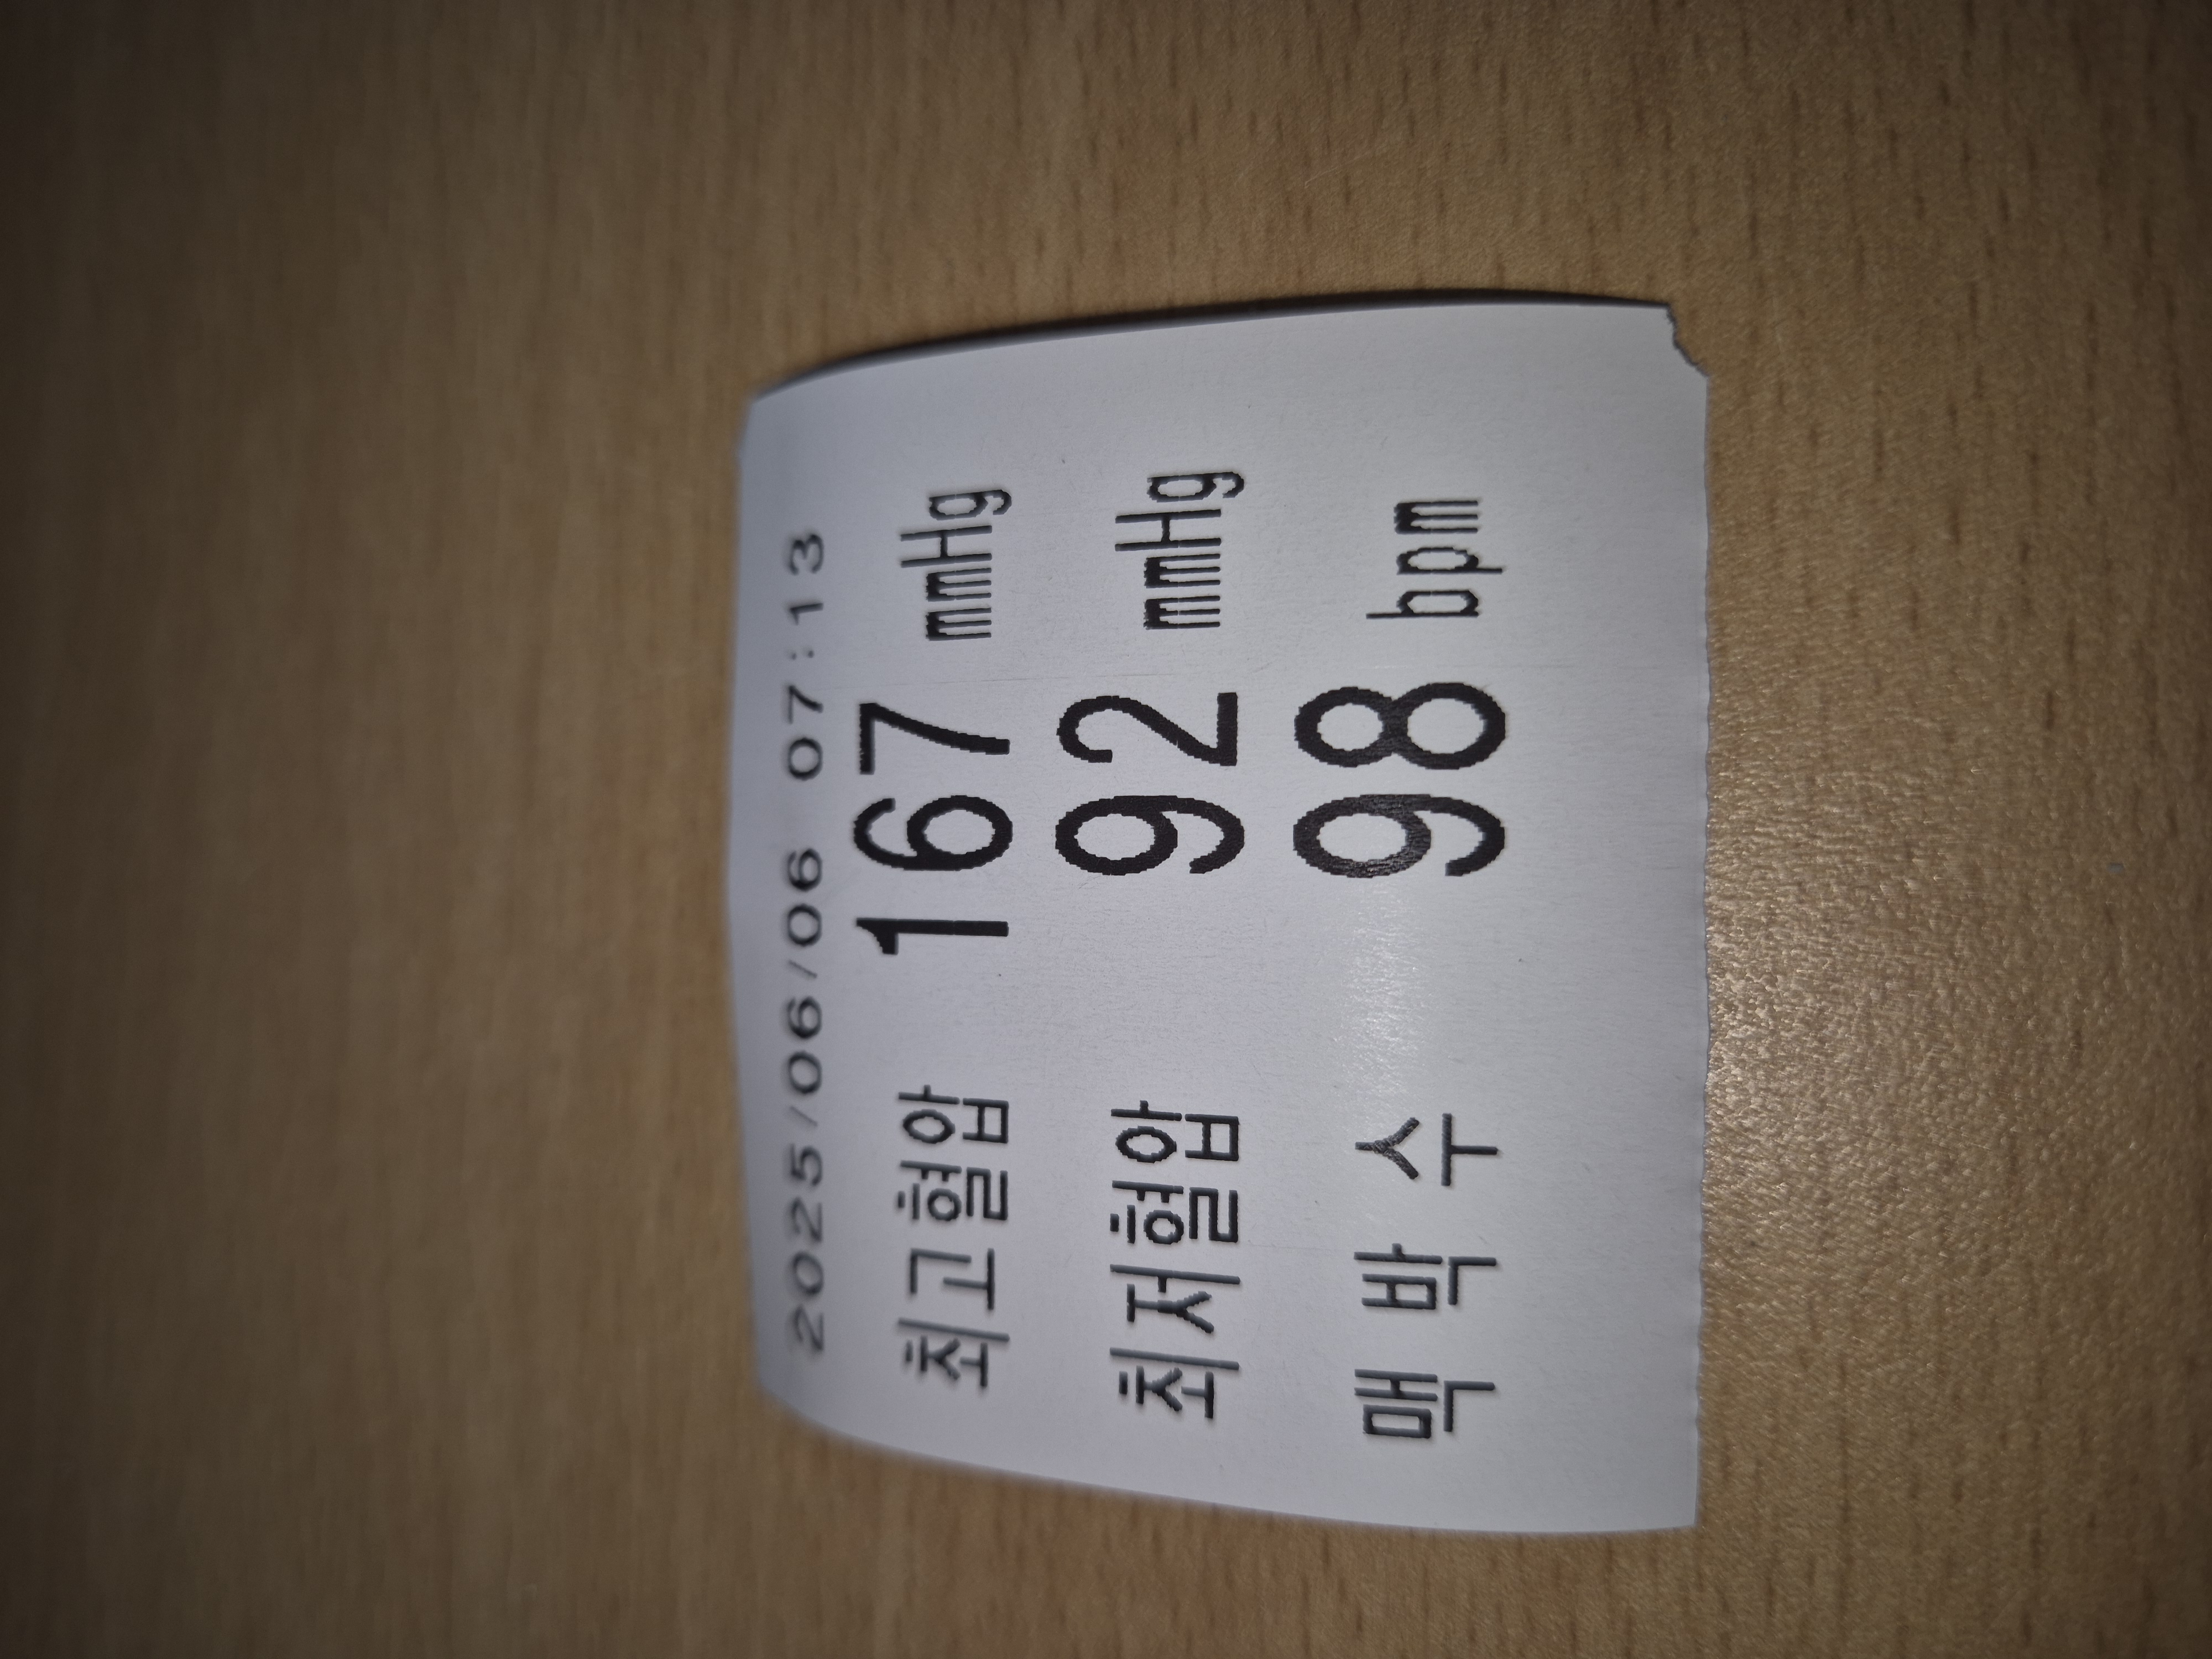 2025/06/06 07:13
최고혈압 167 mmHg
최저혈압 92 mmHg
맥 박 수 98 bpm